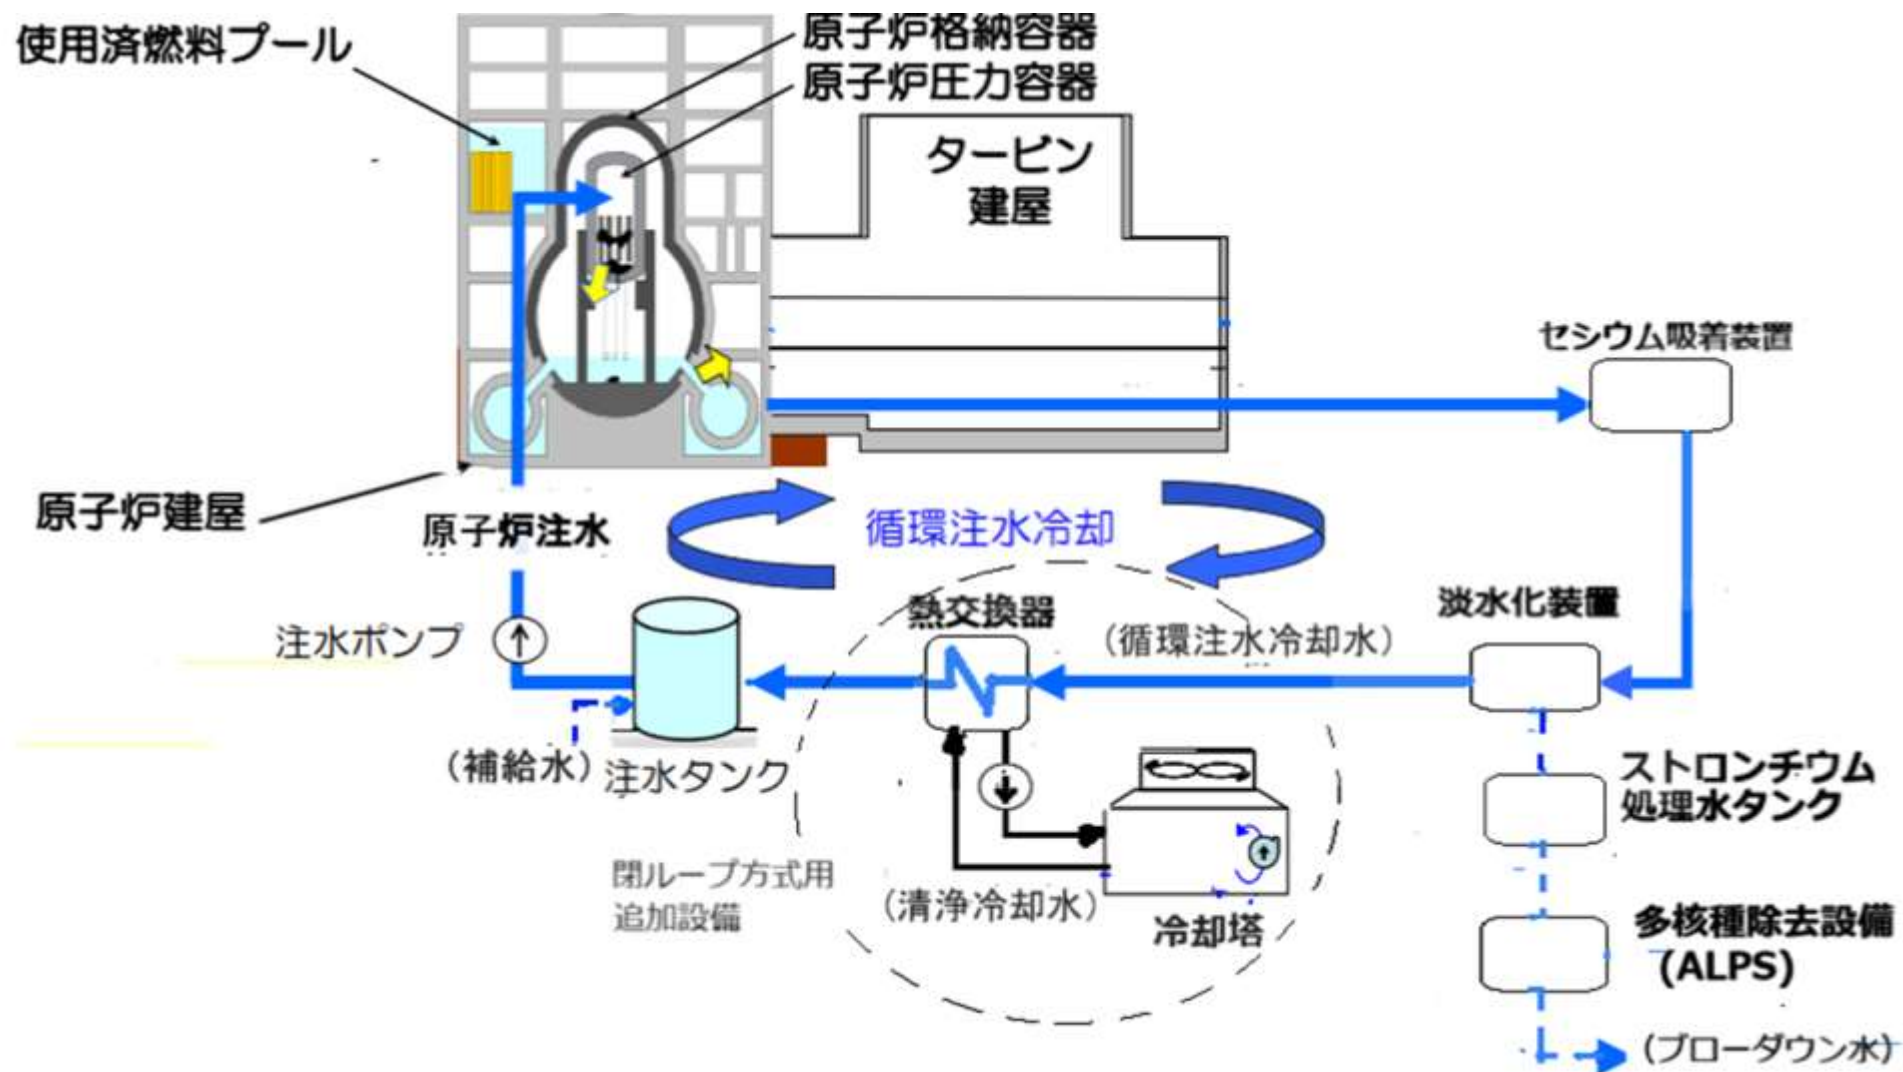 使用済燃料プール
原子炉格納容器
原子炉圧力容器
タービン
建屋
セシウム吸着装置
原子炉建屋
原子炉注水
循環注水冷却
淡水化装置
熱交換器
（循環注水冷却水）
注水ポンプ
（補給水）
注水タンク
ストロンチウム
処理水タンク
閉ループ方式用
追加設備
（清浄冷却水）
冷却塔
多核種除去設備
(ALPS)
（ブローダウン水）